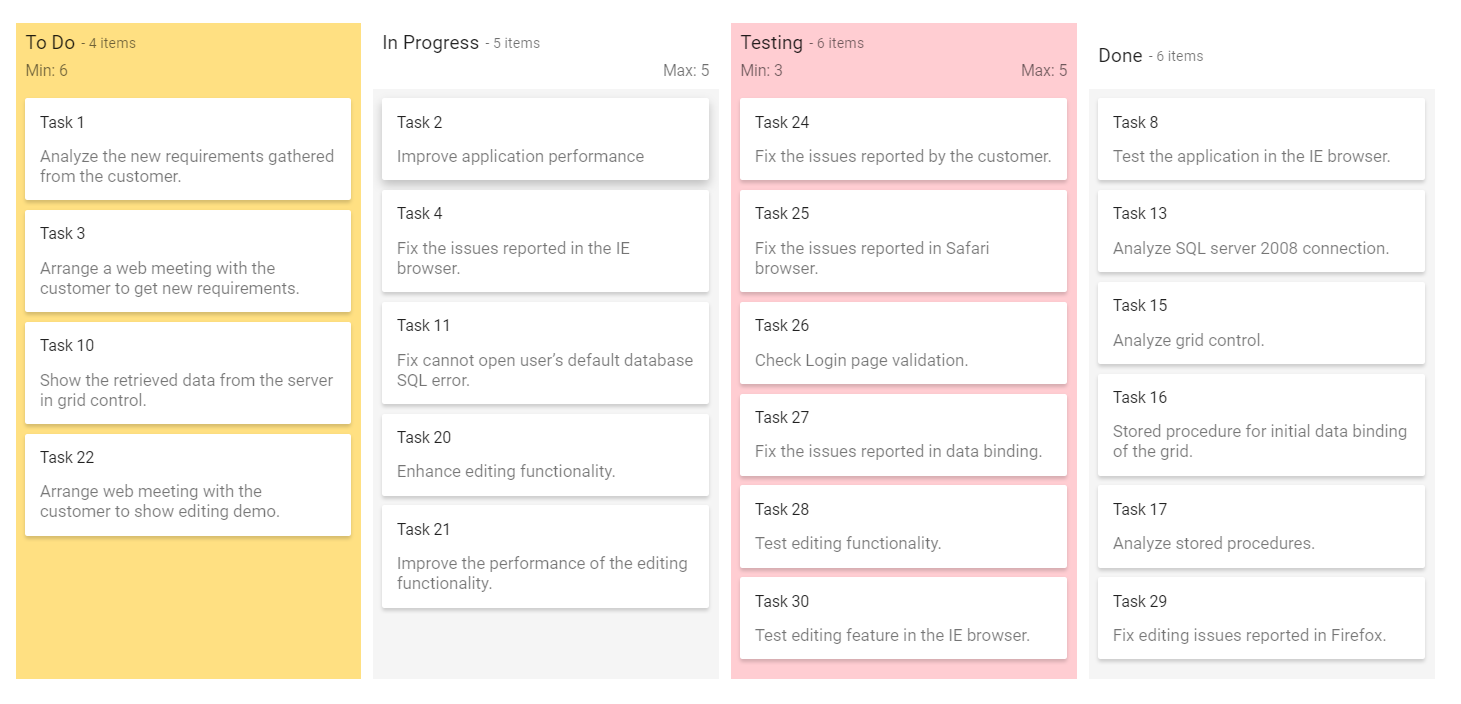 To Do - 4 items
Min: 6
Task 1
Analyze the new requirements gathered
from the customer.
Task 3
Arrange a web meeting with the
customer to get new requirements.
Task 10
Show the retrieved data from the server
in grid control.
Task 22
Arrange web meeting with the
customer to show editing demo.
In Progress - 5 items
Max: 5
Task 2
Improve application performance
Task 4
Fix the issues reported in the IE
browser.
Task 11
Fix cannot open user’s default database
SQL error.
Task 20
Enhance editing functionality.
Task 21
Improve the performance of the editing
functionality.
Testing - 6 items
Min: 3 Max: 5
Task 24
Fix the issues reported by the customer.
Task 25
Fix the issues reported in Safari
browser.
Task 26
Check Login page validation.
Task 27
Fix the issues reported in data binding.
Task 28
Test editing functionality.
Task 30
Test editing feature in the IE browser.
Done - 6 items
Task 8
Test the application in the IE browser.
Task 13
Analyze SQL server 2008 connection.
Task 15
Analyze grid control.
Task 16
Stored procedure for initial data binding
of the grid.
Task 17
Analyze stored procedures.
Task 29
Fix editing issues reported in Firefox.